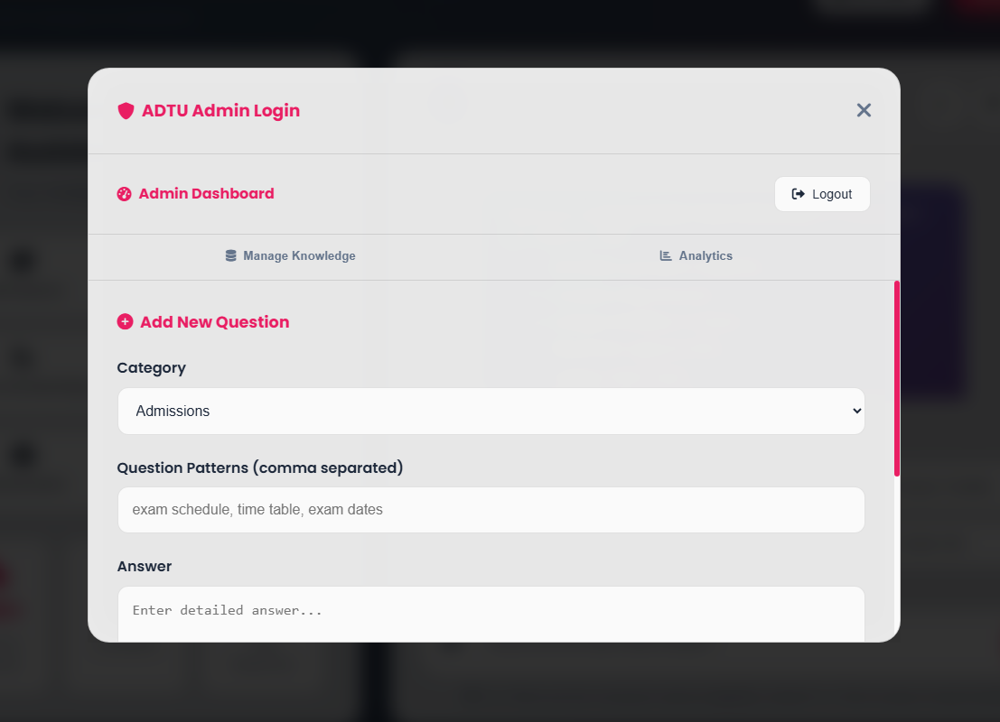 ADTU Admin Login
Admin Dashboard
Logout
Manage Knowledge
Analytics
Add New Question
Category
Admissions
Question Patterns (comma separated)
exam schedule, time table, exam dates
Answer
Enter detailed answer...